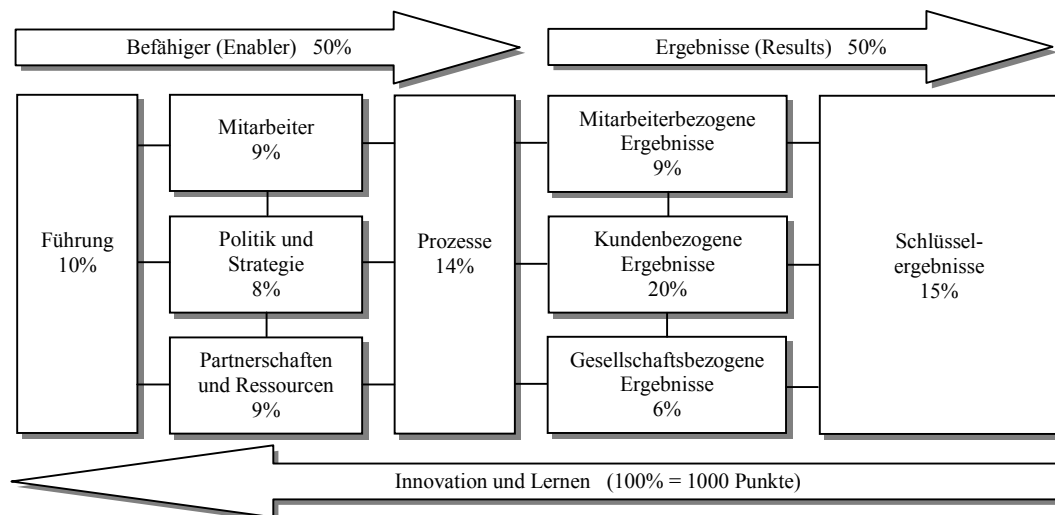 Befähiger (Enabler) 50%
Ergebnisse (Results) 50%
Führung
10%
Mitarbeiter
9%
Politik und
Strategie
8%
Partnerschaften
und Ressourcen
9%
Prozesse
14%
Mitarbeiterbezogene
Ergebnisse
9%
Kundenbezogene
Ergebnisse
20%
Gesellschaftsbezogene
Ergebnisse
6%
Schlüssel-
ergebnisse
15%
Innovation und Lernen (100% = 1000 Punkte)